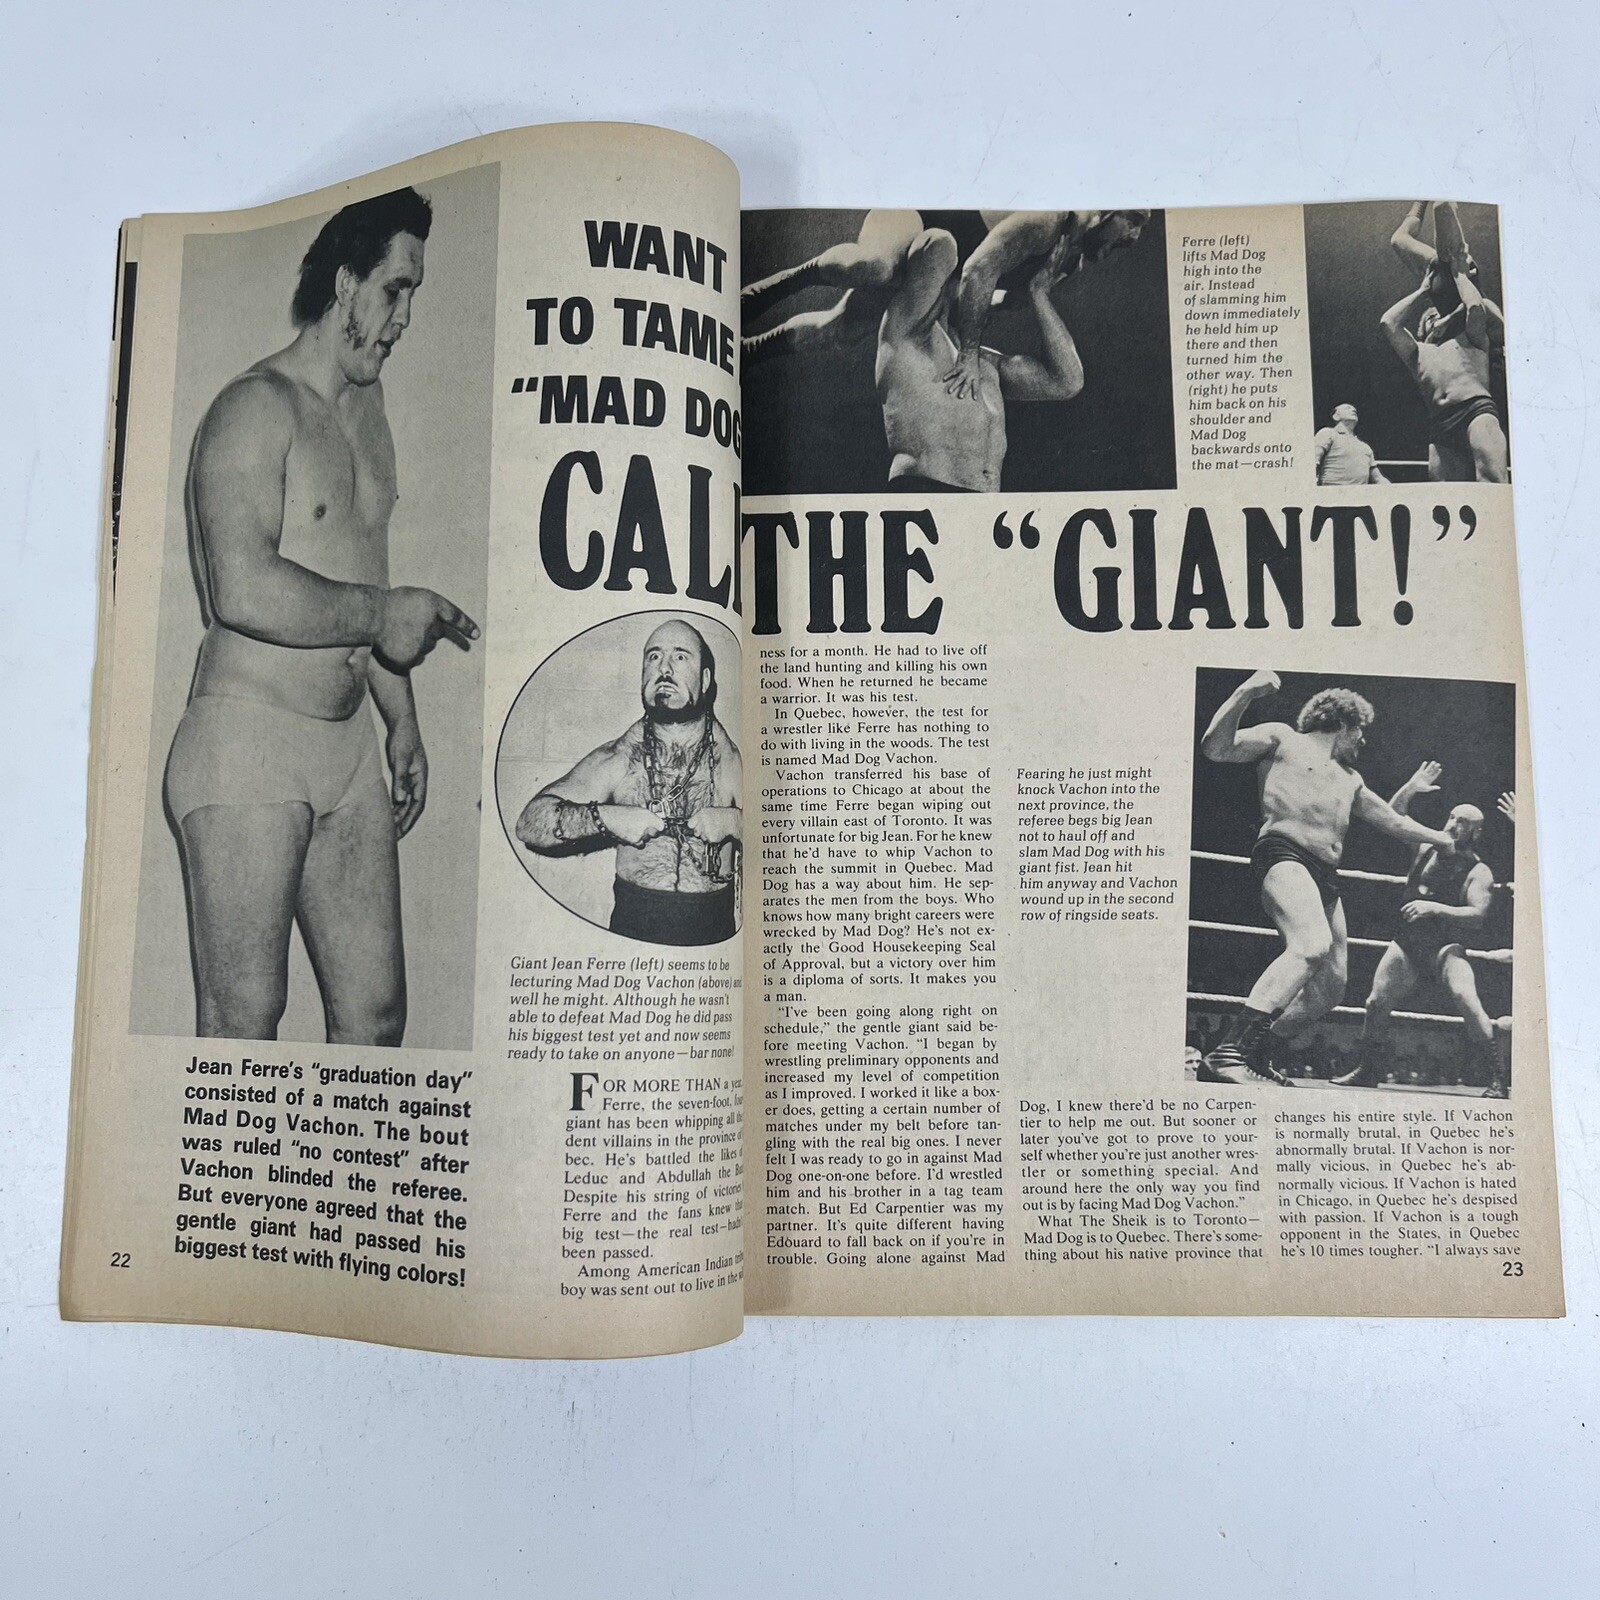 WANT
TO TAME
"MAD DOG
CALL
THE "GIANT!"
Giant Jean Ferre (left) seems to be
lecturing Mad Dog Vachon (above) and
well he might. Although he wasn't
able to defeat Mad Dog he did pass
his biggest test yet and now seems
ready to take on anyone—bar none!
Jean Ferre's "graduation day"
consisted of a match against
Mad Dog Vachon. The bout
was ruled "no contest" after
Vachon blinded the referee.
But everyone agreed that the
gentle giant had passed his
biggest test with flying colors!
FOR MORE THAN a year,
Ferre, the seven-foot, four
giant has been whipping all the
dent villains in the province of
bec. He's battled the likes of
Leduc and Abdullah the
Despite his string of victories
Ferre and the fans knew the
big test—the real test—hadn't
been passed.
Among American Indian
boy was sent out to live in the
22
Ferre (left)
lifts Mad Dog
high into the
air. Instead
of slamming him
down immediately
he held him up
there and then
turned him the
other way. Then
(right) he puts
him back on his
shoulder and
Mad Dog
backwards onto
the mat—crash!
ness for a month. He had to live off
the land hunting and killing his own
food. When he returned he became
a warrior. It was his test.
In Quebec, however, the test for
a wrestler like Ferre has nothing to
do with living in the woods. The test
is named Mad Dog Vachon.
Vachon transferred his base of
operations to Chicago at about the
same time Ferre began wiping out
every villain east of Toronto. It was
unfortunate for big Jean. For he knew
that he'd have to whip Vachon to
reach the summit in Quebec. Mad
Dog has a way about him. He sep-
arates the men from the boys. Who
knows how many bright careers were
wrecked by Mad Dog? He's not ex-
actly the Good Housekeeping Seal
of Approval, but a victory over him
is a diploma of sorts. It makes you
a man.
"I've been going along right on
schedule," the gentle giant said be-
fore meeting Vachon. "I began by
wrestling preliminary opponents and
increased my level of competition
as I improved. I worked it like a box-
er does, getting a certain number of
matches under my belt before tan-
gling with the real big ones. I never
felt I was ready to go in against Mad
Dog one-on-one before. I'd wrestled
him and his brother in a tag team
match. But Ed Carpentier was my
partner. It's quite different having
Edouard to fall back on if you're in
trouble. Going alone against Mad
Fearing he just might
knock Vachon into the
next province, the
referee begs big Jean
not to haul off and
slam Mad Dog with his
giant fist. Jean hit
him anyway and Vachon
wound up in the second
row of ringside seats.
Dog, I knew there'd be no Carpen-
tier to help me out. But sooner or
later you've got to prove to your-
self whether you're just another wres-
tler or something special. And
around here the only way you find
out is by facing Mad Dog Vachon."
What The Sheik is to Toronto—
Mad Dog is to Quebec. There's some-
thing about his native province that
changes his entire style. If Vachon
is normally brutal, in Quebec he's
abnormally brutal. If Vachon is nor-
mally vicious, in Quebec he's ab-
normally vicious. If Vachon is hated
in Chicago, in Quebec he's despised
with passion. If Vachon is a tough
opponent in the States, in Quebec
he's 10 times tougher. "I always save
23